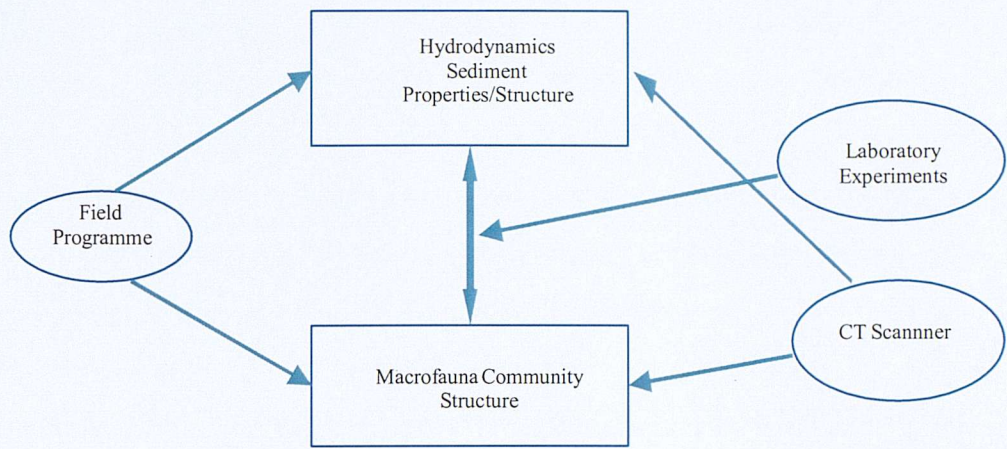 Hydrodynamics
Sediment
Properties/Structure
Laboratory
Experiments
Field
Programme
CT Scannner
Macrofauna Community
Structure